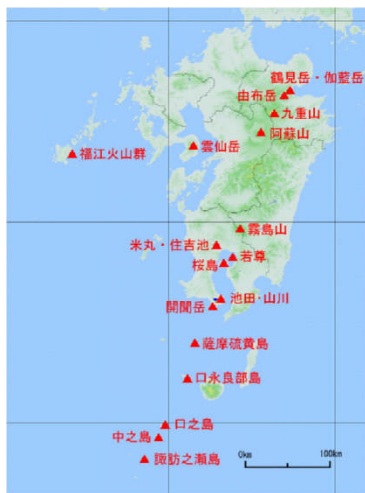 鶴見岳・伽藍岳
由布岳
九重山
阿蘇山
雲仙岳
福江火山群
霧島山
米丸・住吉池
若尊
桜島
池田・山川
開聞岳
薩摩硫黄島
口永良部島
口之島
中之島
諏訪之瀬島
0km 100km